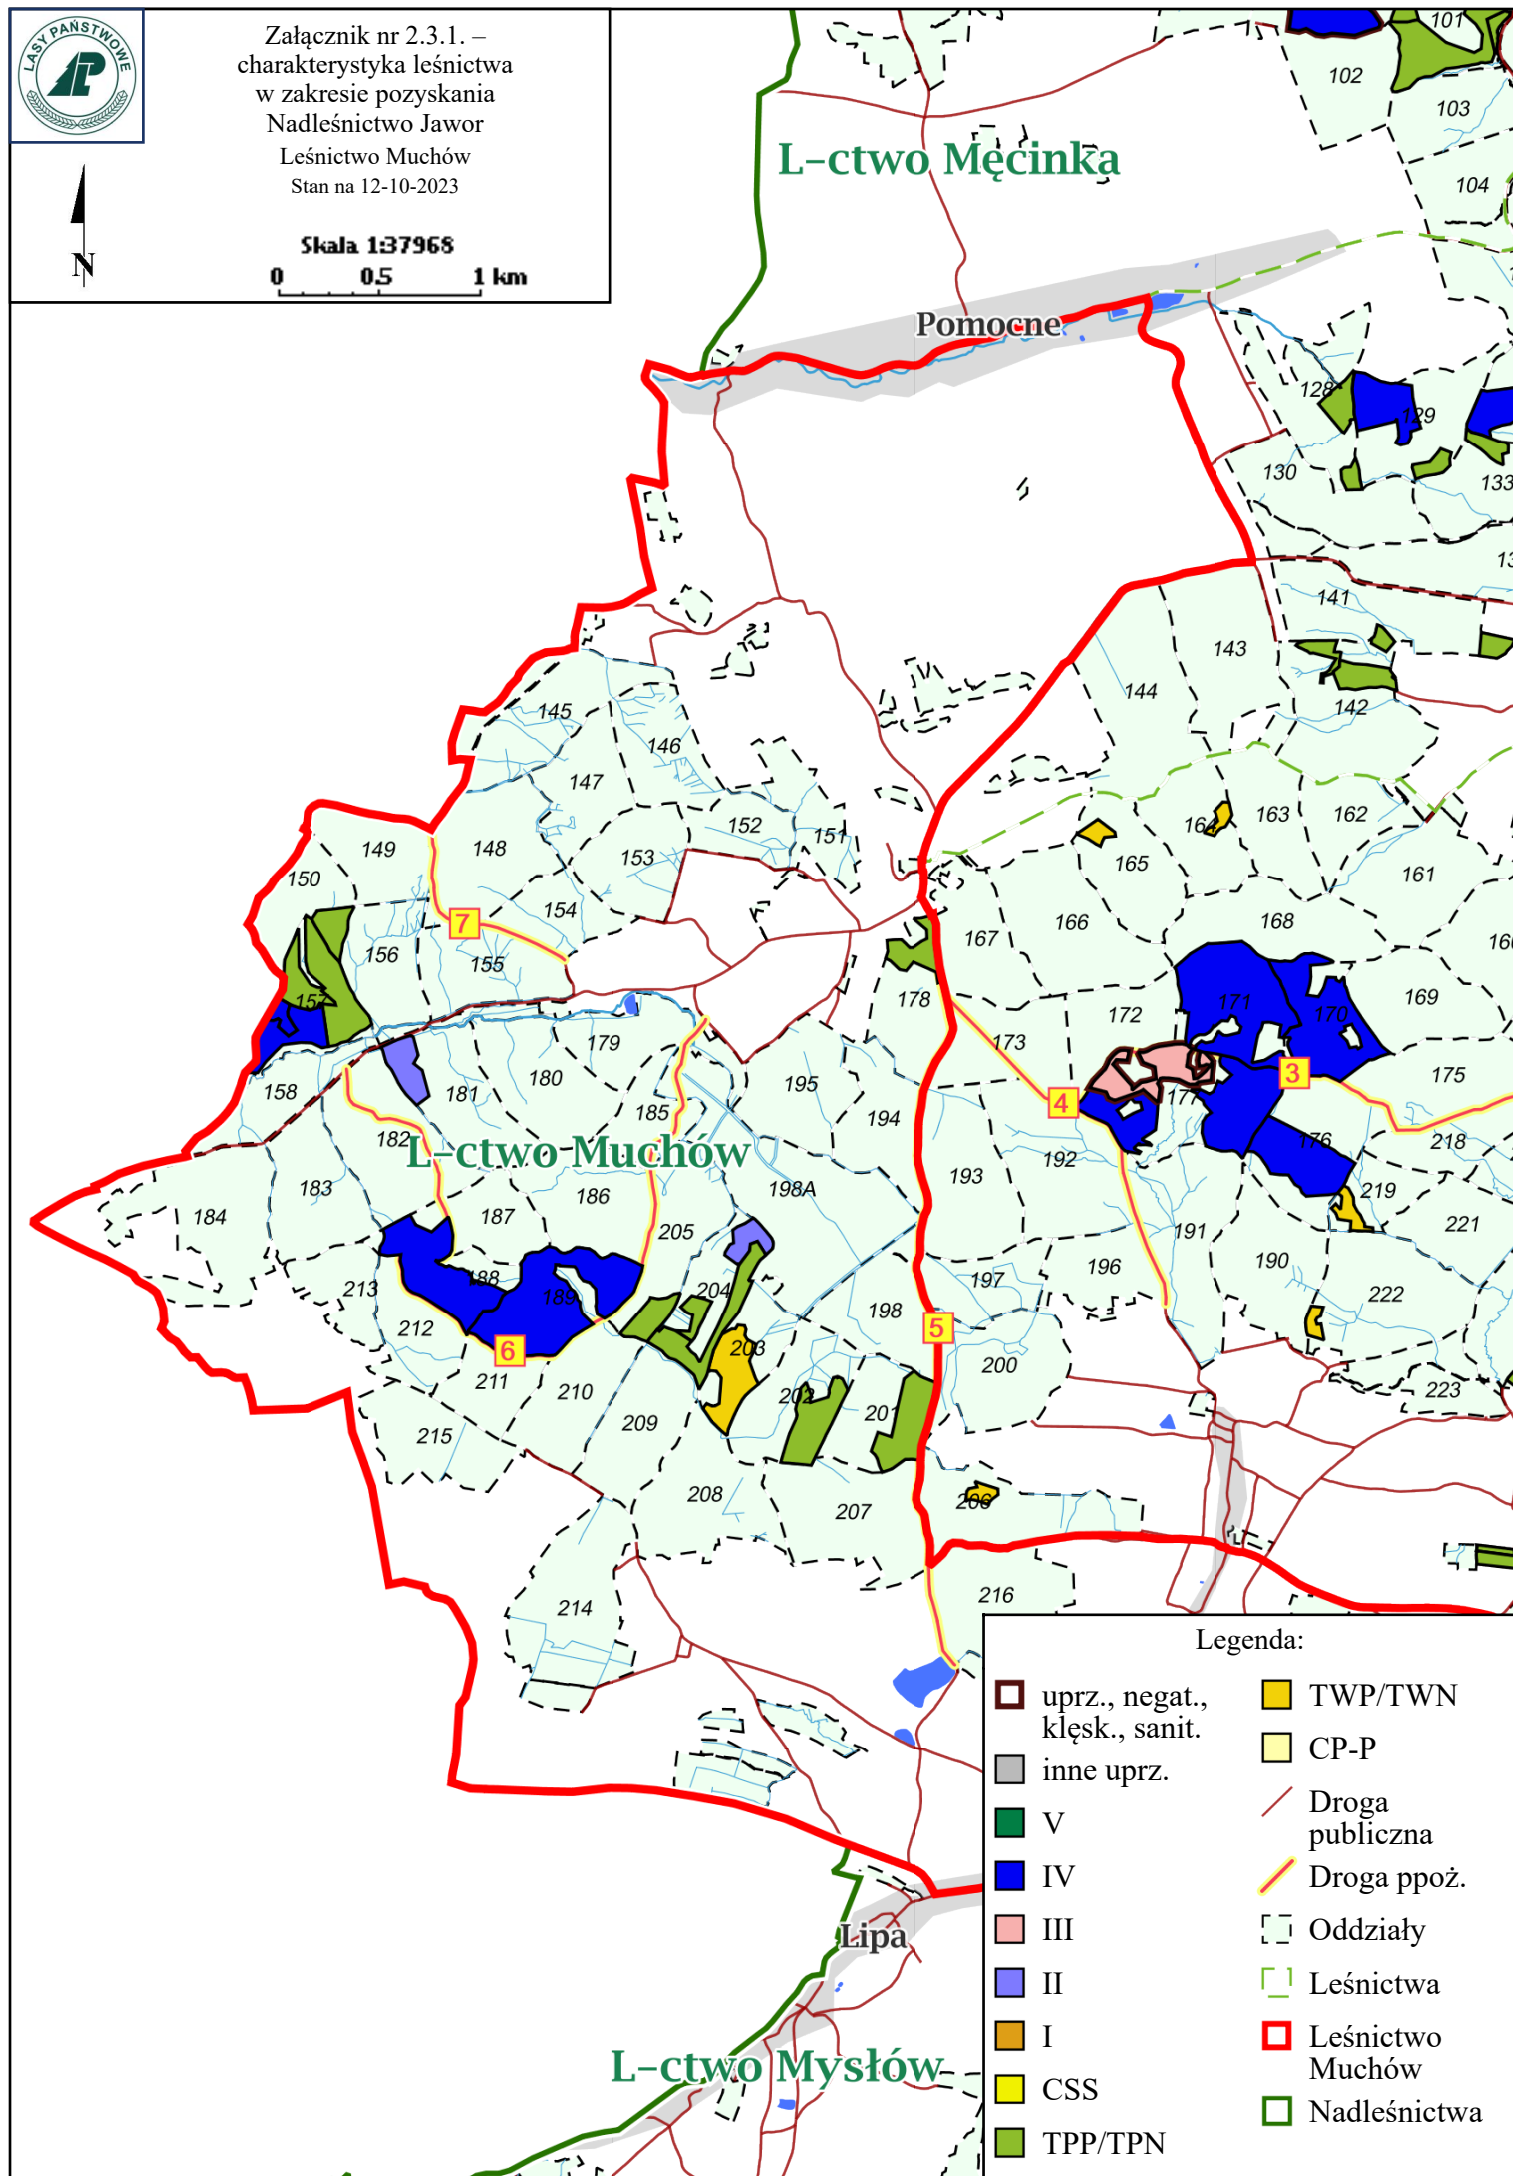 LASY PAŃSTWOWE
LP
Załącznik nr 2.3.1. –
charakterystyka leśnictwa
w zakresie pozyskania
Nadleśnictwo Jawor
Leśnictwo Muchów
Stan na 12-10-2023
N
Skala 1:37968
0 0.5 1 km
101
102
103
104
L–ctwo Męcinka
Pomocne
128
129
130
133
141
143
144
142
145
146
147
163
162
164
152
151
149
148
153
165
161
150
154
166
168
7
167
156
155
157
178
171
170
169
172
179
173
3
175
180
195
158
181
4
177
185
194
182
218
176
L–ctwo Muchów
192
193
198A
219
183
186
184
187
221
205
191
190
196
188
197
213
204
189
222
198
212
5
203
6
200
211
210
223
202
201
209
215
208
206
207
216
214
Lipa
L–ctwo Mysłów
Legenda:
uprz., negat.,
klęsk., sanit.
inne uprz.
V
IV
III
II
I
CSS
TPP/TPN
TWP/TWN
CP-P
Droga
publiczna
Droga ppoż.
Oddziały
Leśnictwa
Leśnictwo
Muchów
Nadleśnictwa